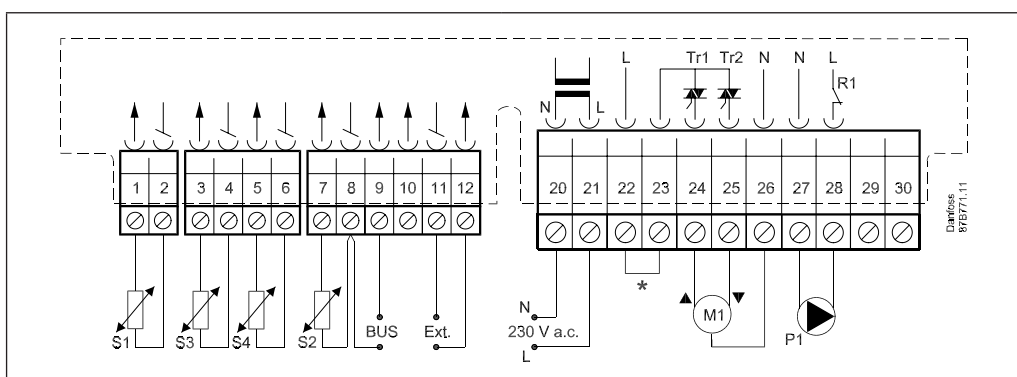 L Tr1 Tr2 N N L
R1
N L
1 2 3 4 5 6 7 8 9 10 11 12 20 21 22 23 24 25 26 27 28 29 30
Danfoss
87B771.11
*
N
M1
S1 S3 S4 S2 BUS Ext. 230 V a.c. P1
L